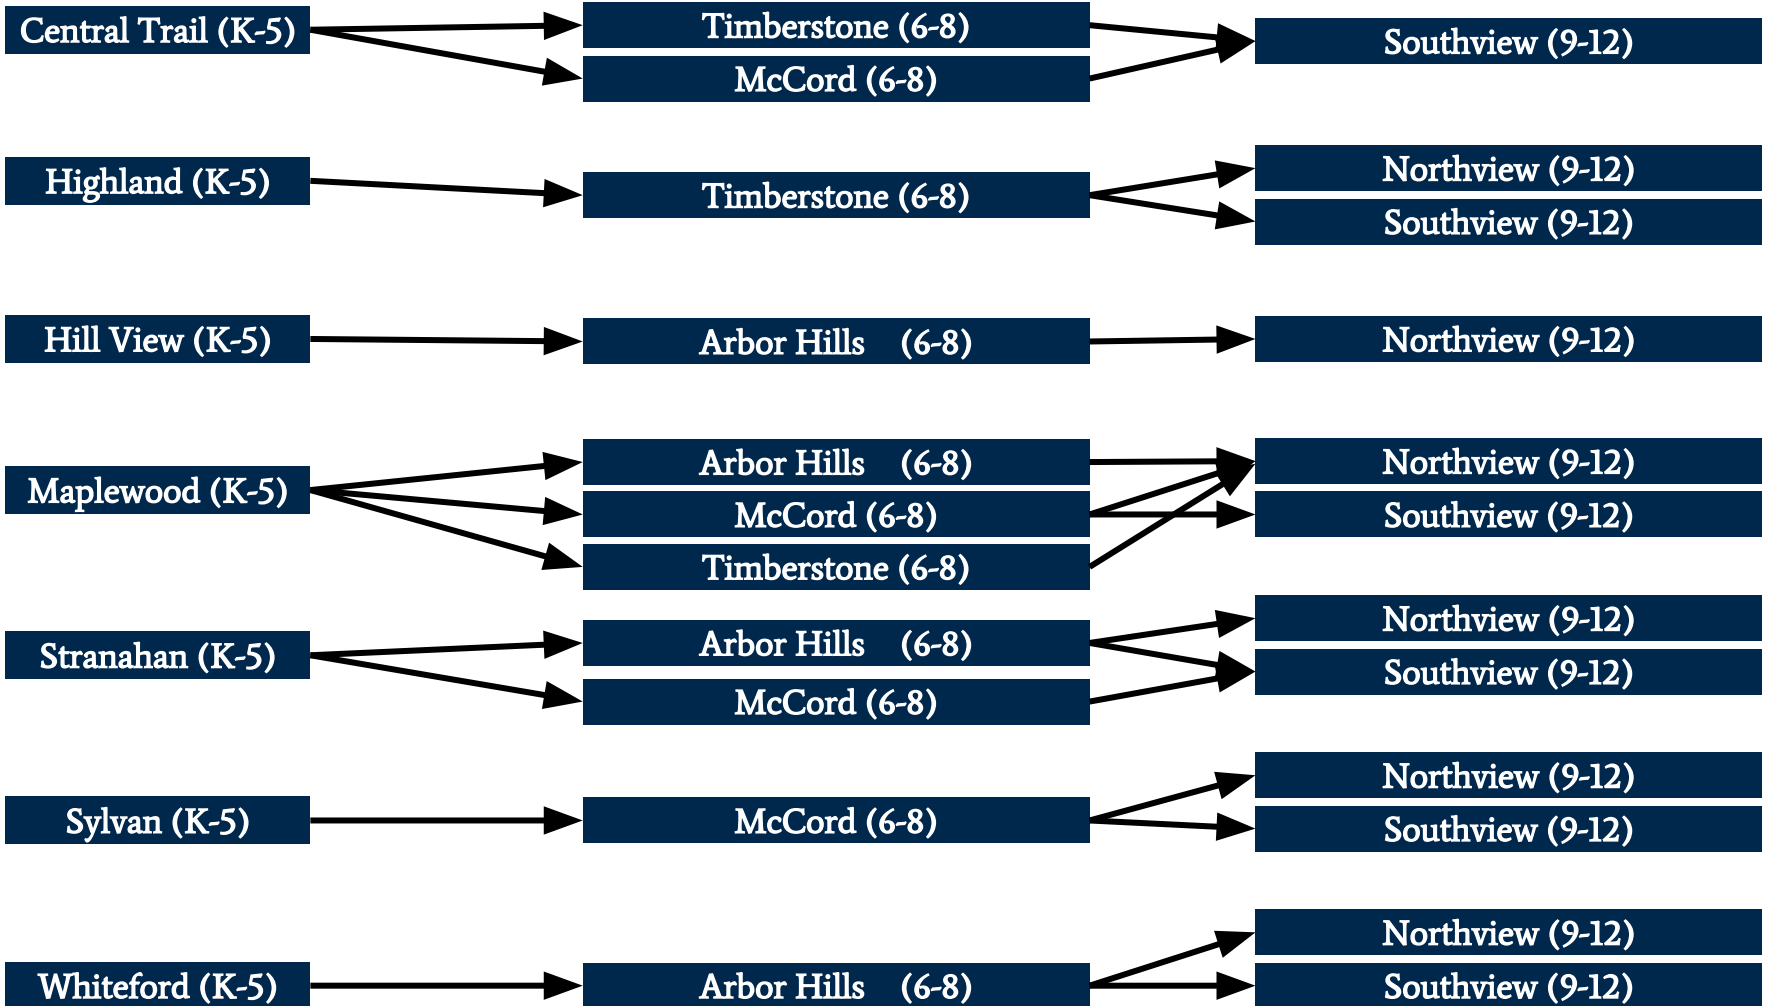 Central Trail (K-5)
Timberstone (6-8)
McCord (6-8)
Southview (9-12)
Highland (K-5)
Timberstone (6-8)
Northview (9-12)
Southview (9-12)
Hill View (K-5)
Arbor Hills (6-8)
Northview (9-12)
Maplewood (K-5)
Arbor Hills (6-8)
McCord (6-8)
Timberstone (6-8)
Northview (9-12)
Southview (9-12)
Stranahan (K-5)
Arbor Hills (6-8)
McCord (6-8)
Northview (9-12)
Southview (9-12)
Sylvan (K-5)
McCord (6-8)
Northview (9-12)
Southview (9-12)
Whiteford (K-5)
Arbor Hills (6-8)
Northview (9-12)
Southview (9-12)